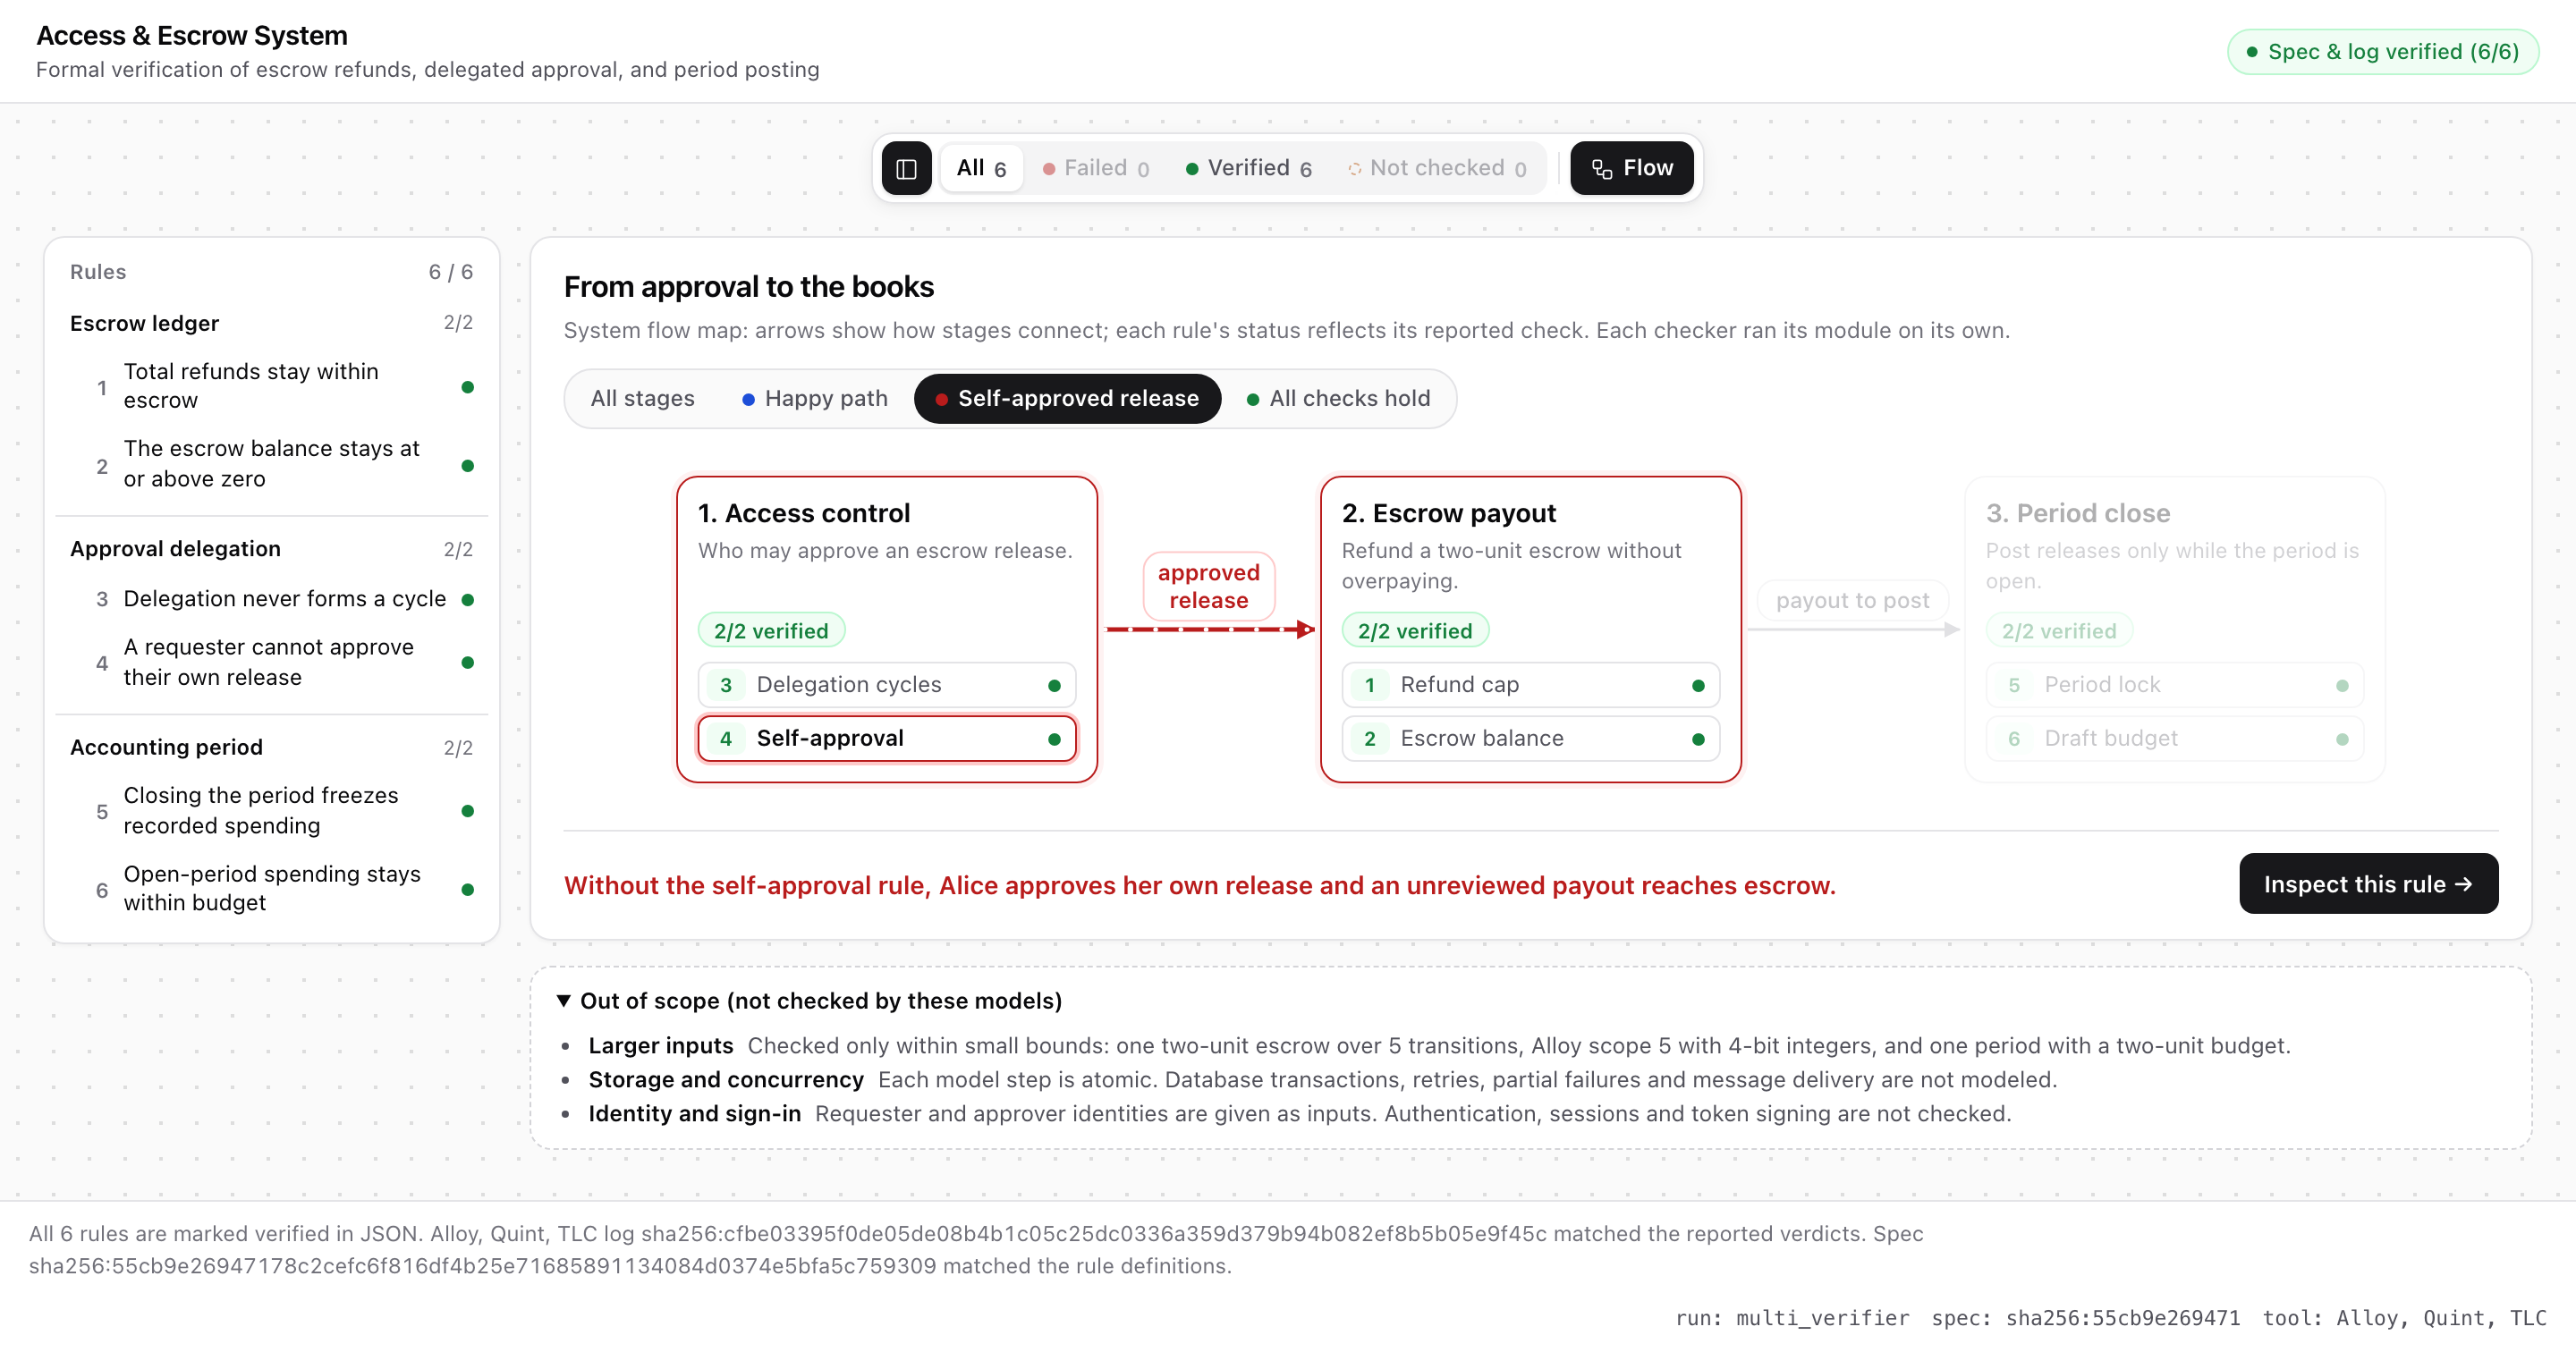 Access & Escrow System
Formal verification of escrow refunds, delegated approval, and period posting
Spec & log verified (6/6)
All 6
Failed 0
Verified 6
Not checked 0
Flow
Rules 6 / 6
Escrow ledger 2/2
1 Total refunds stay within
escrow
2 The escrow balance stays at
or above zero
Approval delegation 2/2
3 Delegation never forms a cycle
4 A requester cannot approve
their own release
Accounting period 2/2
5 Closing the period freezes
recorded spending
6 Open-period spending stays
within budget
From approval to the books
System flow map: arrows show how stages connect; each rule's status reflects its reported check. Each checker ran its module on its own.
All stages
Happy path
Self-approved release
All checks hold
1. Access control
Who may approve an escrow release.
2/2 verified
3 Delegation cycles
4 Self-approval
approved
release
2. Escrow payout
Refund a two-unit escrow without
overpaying.
2/2 verified
1 Refund cap
2 Escrow balance
payout to post
3. Period close
Post releases only while the period is
open.
2/2 verified
5 Period lock
6 Draft budget
Without the self-approval rule, Alice approves her own release and an unreviewed payout reaches escrow.
Inspect this rule →
▼ Out of scope (not checked by these models)
• Larger inputs Checked only within small bounds: one two-unit escrow over 5 transitions, Alloy scope 5 with 4-bit integers, and one period with a two-unit budget.
• Storage and concurrency Each model step is atomic. Database transactions, retries, partial failures and message delivery are not modeled.
• Identity and sign-in Requester and approver identities are given as inputs. Authentication, sessions and token signing are not checked.
All 6 rules are marked verified in JSON. Alloy, Quint, TLC log sha256:cfbe03395f0de05de08b4b1c05c25dc0336a359d379b94b082ef8b5b05e9f45c matched the reported verdicts. Spec
sha256:55cb9e26947178c2cefc6f816df4b25e71685891134084d0374e5bfa5c759309 matched the rule definitions.
run: multi_verifier spec: sha256:55cb9e269471 tool: Alloy, Quint, TLC